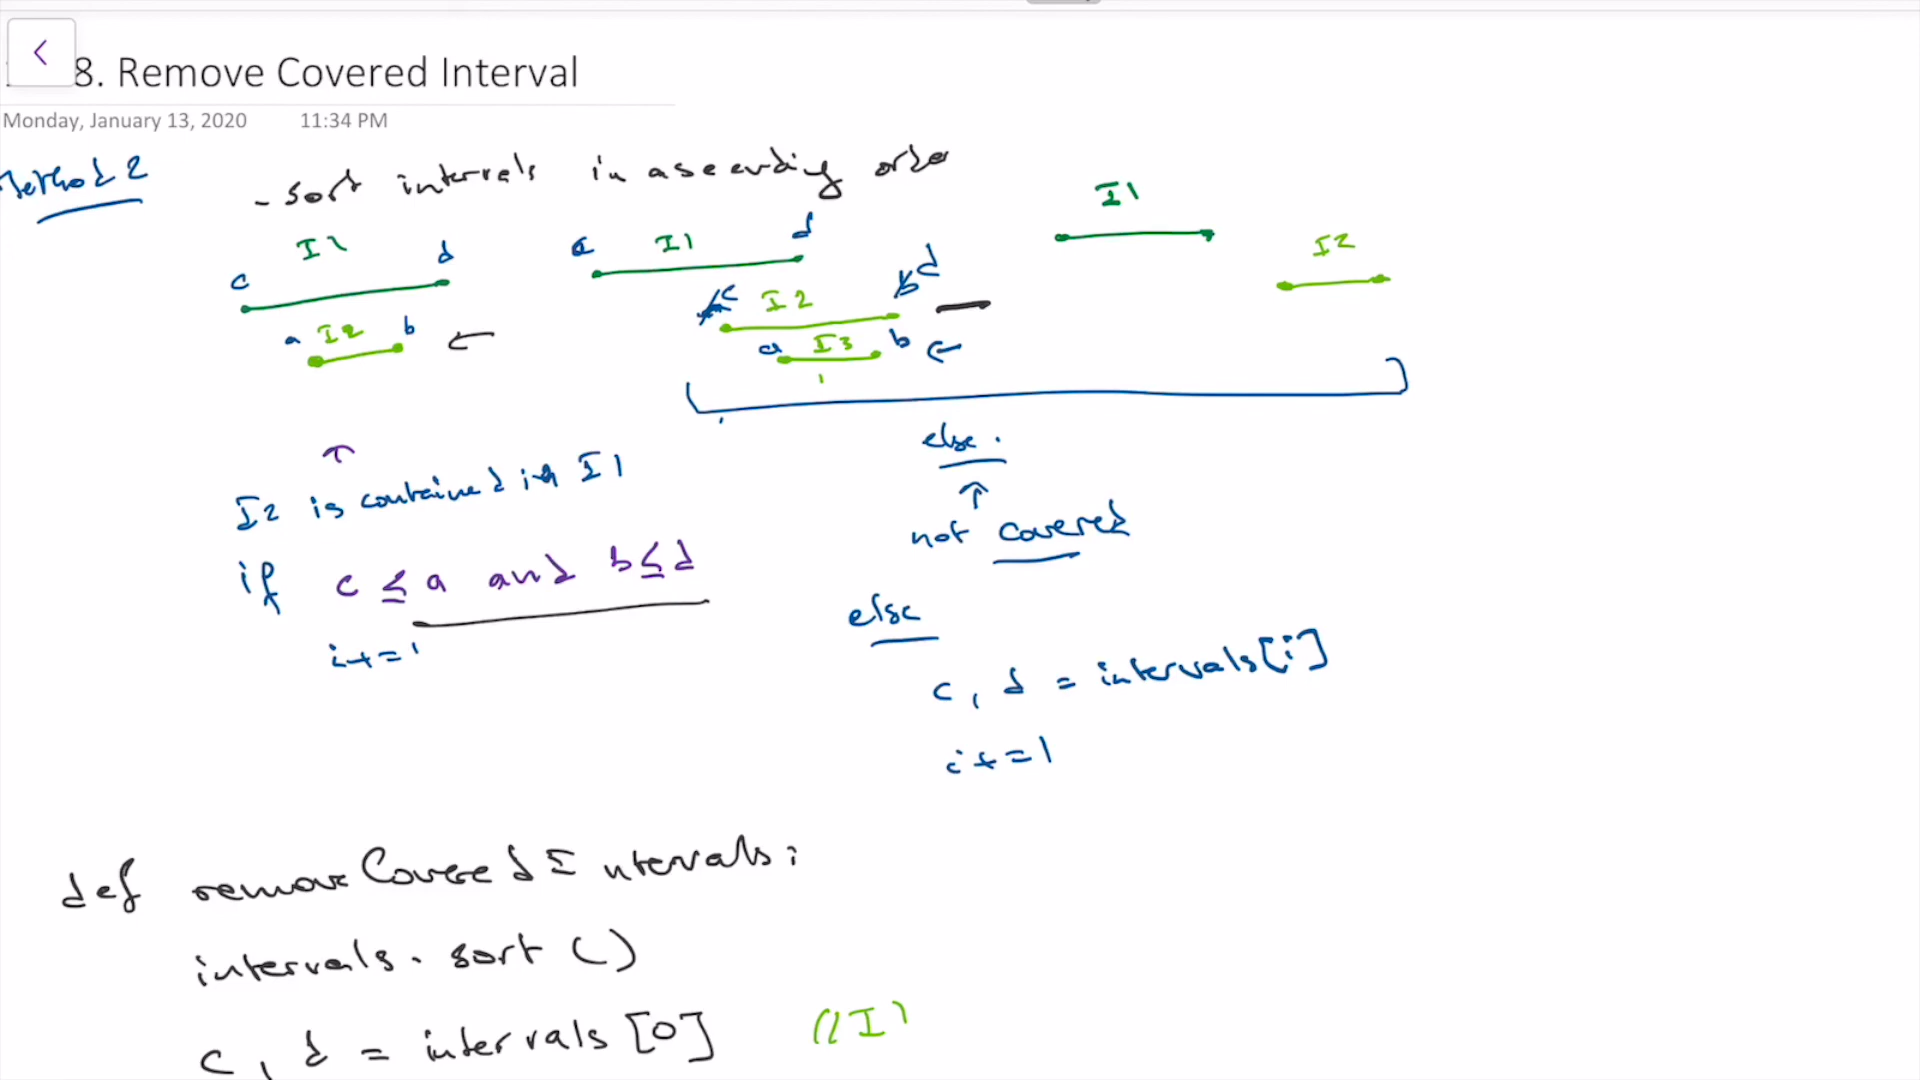 8. Remove Covered Interval
Monday, January 13, 2020 11:34 PM
Method 2
- Sort intervals in ascending order
I1 I1 I1
c d c d I2
a I2 b c I2 b d
a I3 b
else.
I2 is contained in I1
not covered
if c ≤ a and b ≤ d
else
i+=1
c, d = intervals[i]
i+=1
def removeCoveredIntervals:
intervals.sort()
c, d = intervals[0] (( I1